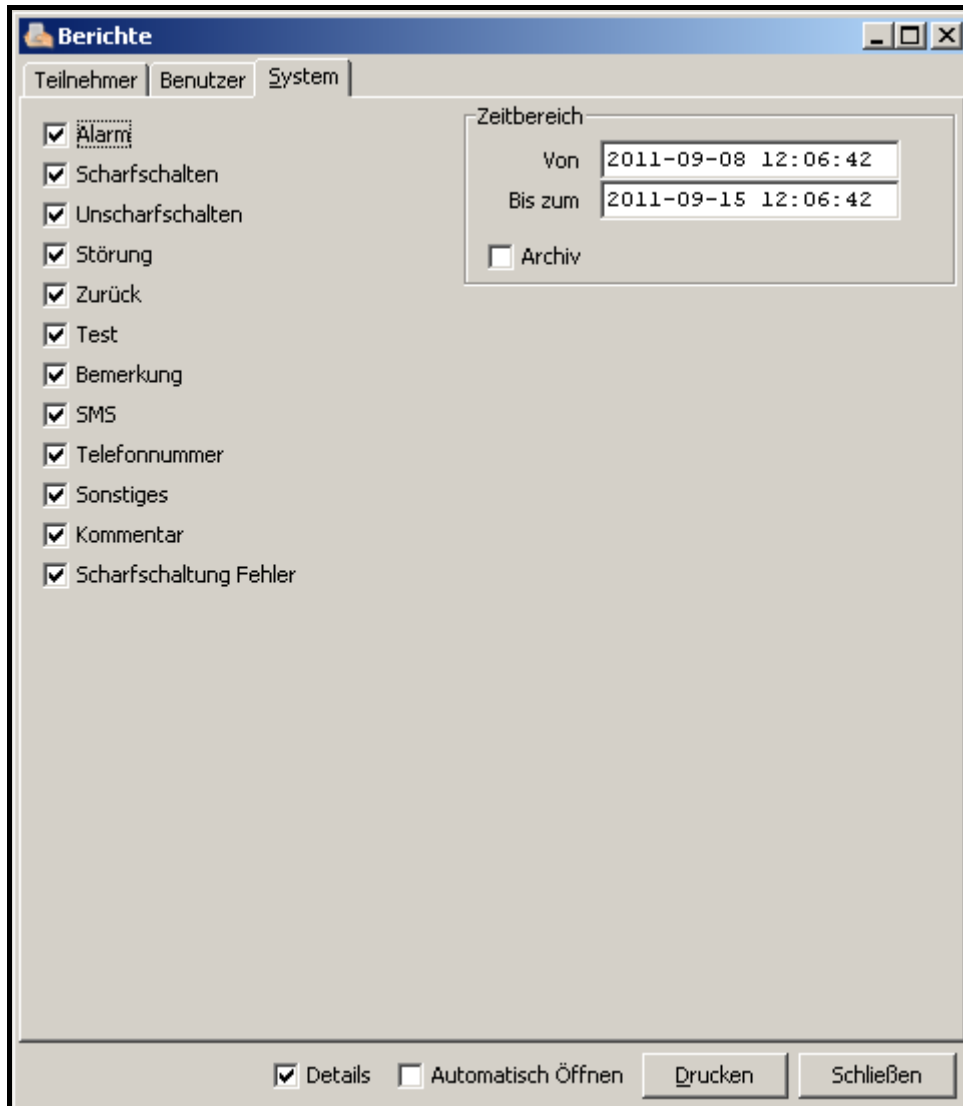 Berichte
Teilnehmer Benutzer System
Alarm
Scharfschalten
Unscharfschalten
Störung
Zurück
Test
Bemerkung
SMS
Telefonnummer
Sonstiges
Kommentar
Scharfschaltung Fehler
Zeitbereich
Von 2011-09-08 12:06:42
Bis zum 2011-09-15 12:06:42
Archiv
Details Automatisch Öffnen Drucken Schließen